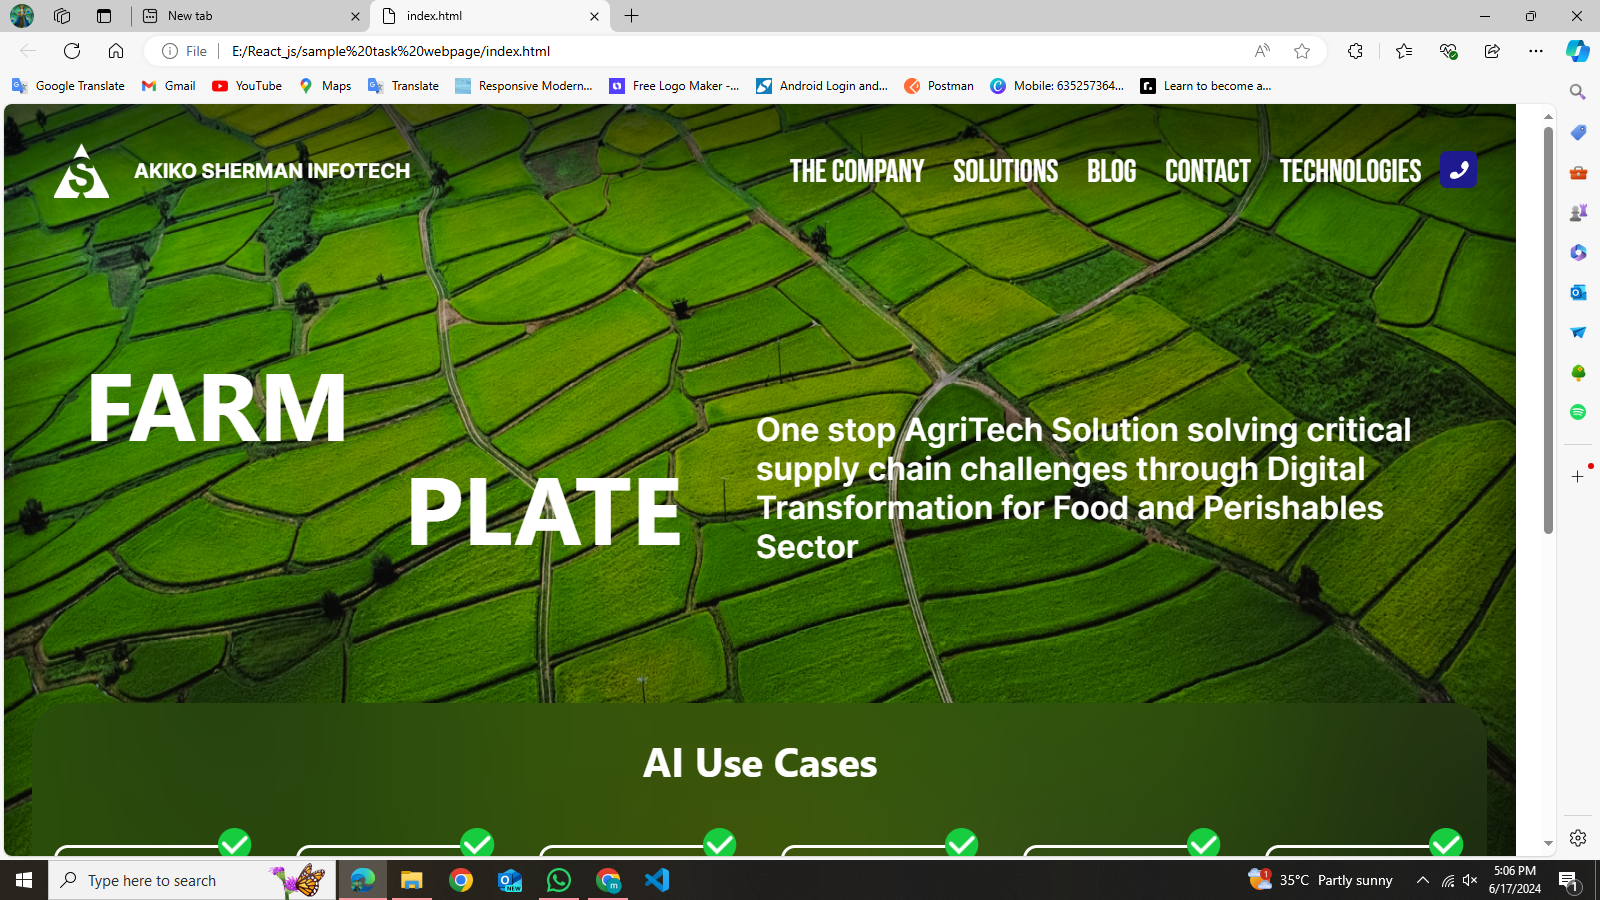 New tab
index.html
File
E:/React_js/sample%20task%20webpage/index.html
Google Translate
Gmail
YouTube
Maps
Translate
Responsive Modern...
Free Logo Maker -...
Android Login and...
Postman
Mobile: 635257364...
Learn to become a...
S
AKIKO SHERMAN INFOTECH
THE COMPANY
SOLUTIONS
BLOG
CONTACT
TECHNOLOGIES
FARM
PLATE
One stop AgriTech Solution solving critical
supply chain challenges through Digital
Transformation for Food and Perishables
Sector
AI Use Cases
Type here to search
NEW
m
1
35°C Partly sunny
5:06 PM
6/17/2024
1